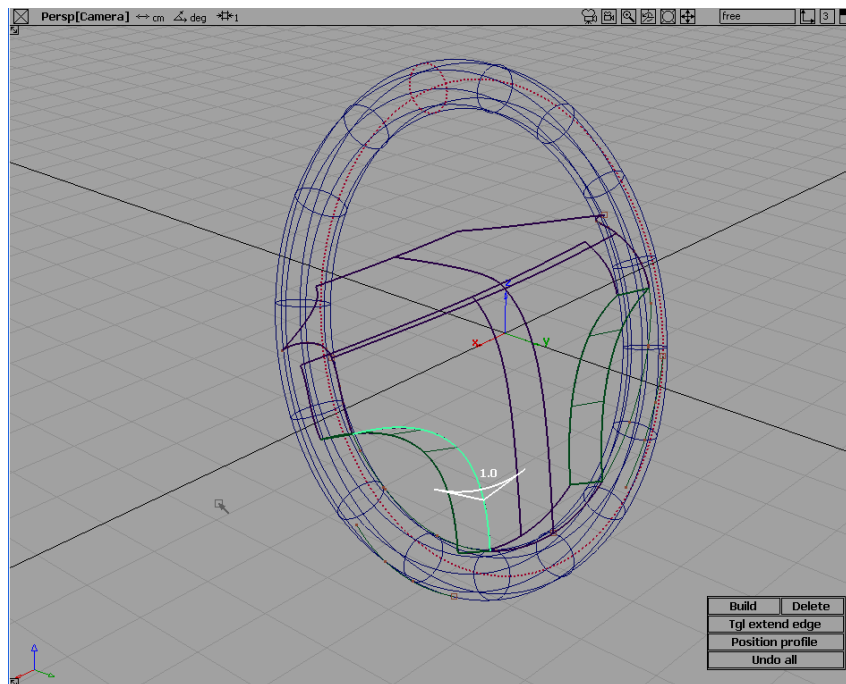 Persp[Camera] cm deg 1 free 3
z
x y
1.0
Build Delete
Tgl extend edge
Position profile
Undo all